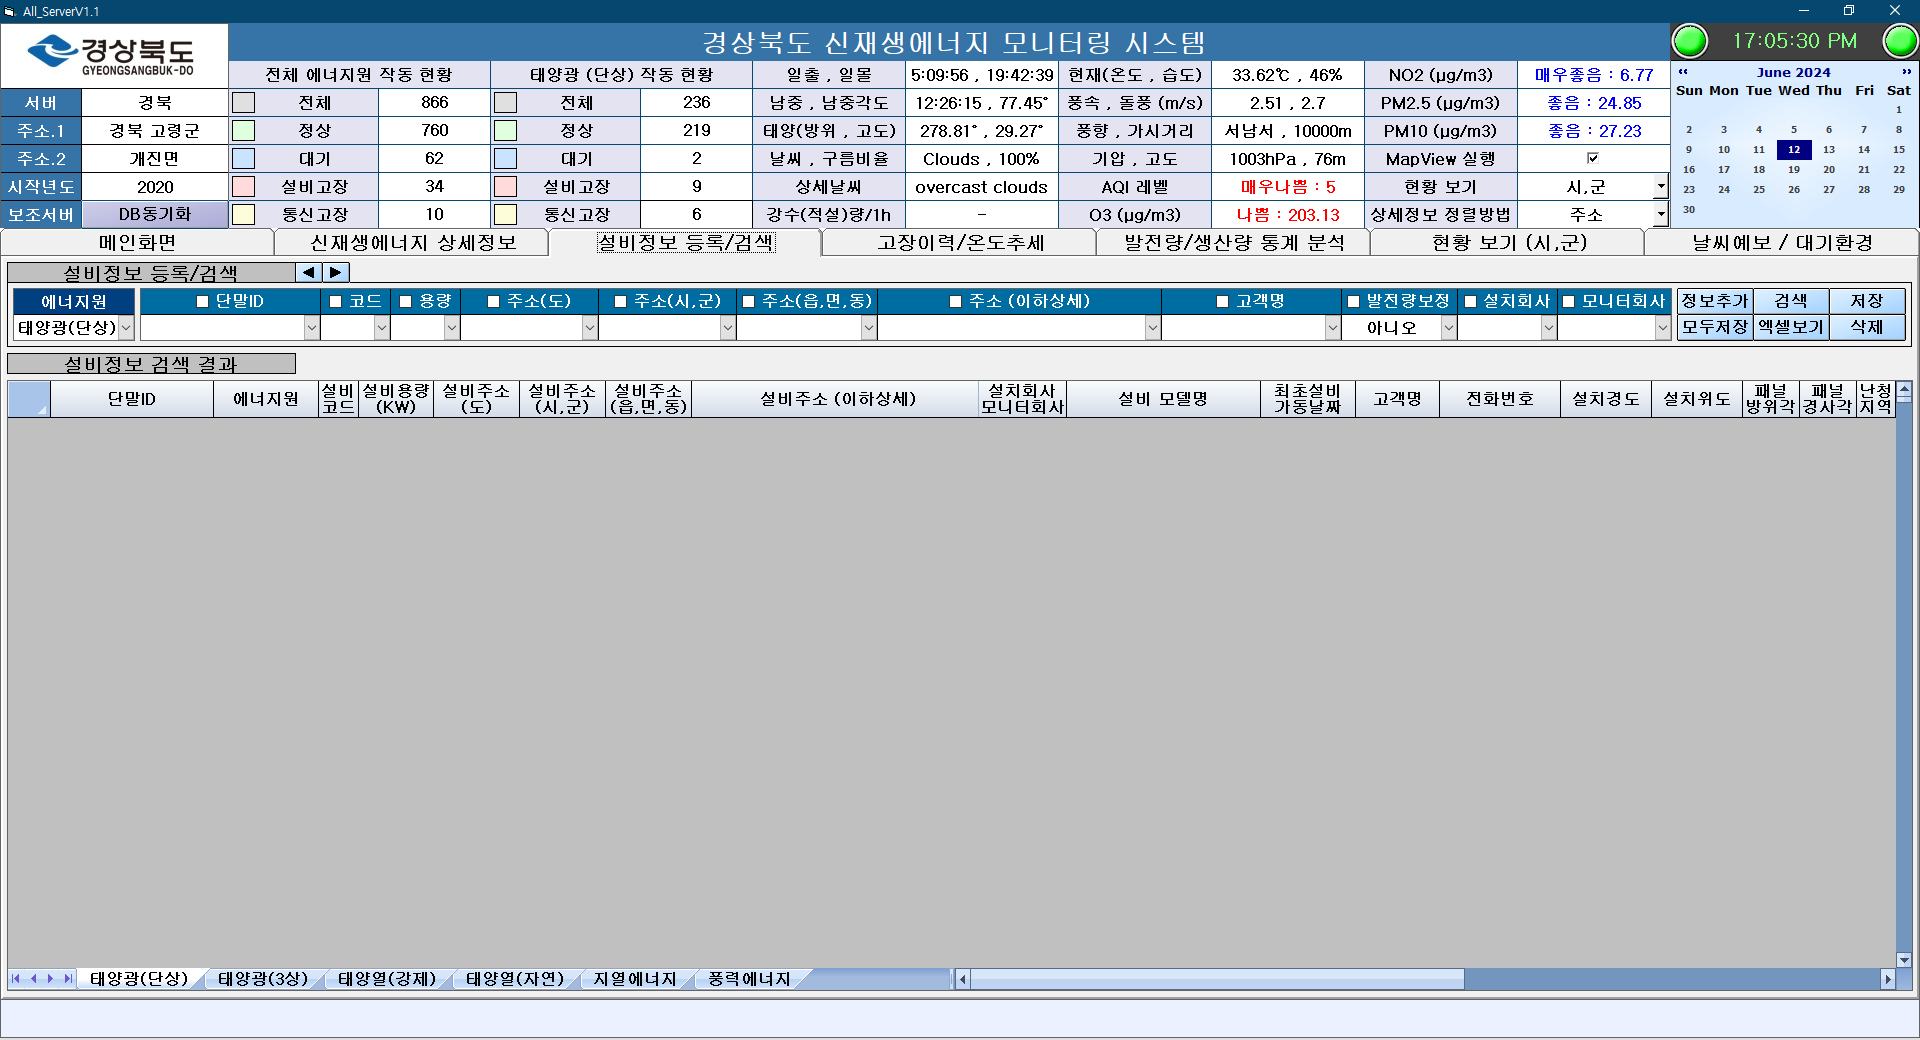 All_ServerV1.1
경상북도
GYEONGSANGBUK-DO
경상북도 신재생에너지 모니터링 시스템
17:05:30 PM
전체 에너지원 작동 현황 태양광 (단상) 작동 현황 일출 , 일몰 5:09:56 , 19:42:39 현재(온도 , 습도) 33.62℃ , 46% NO2 (µg/m3) 매우좋음 : 6.77
서버 경북 전체 866 전체 236 남중 , 남중각도 12:26:15 , 77.45° 풍속 , 돌풍 (m/s) 2.51 , 2.7 PM2.5 (µg/m3) 좋음 : 24.85
주소.1 경북 고령군 정상 760 정상 219 태양(방위 , 고도) 278.81° , 29.27° 풍향 , 가시거리 서남서 , 10000m PM10 (µg/m3) 좋음 : 27.23
주소.2 개진면 대기 62 대기 2 날씨 , 구름비율 Clouds , 100% 기압 , 고도 1003hPa , 76m MapView 실행
시작년도 2020 설비고장 34 설비고장 9 상세날씨 overcast clouds AQI 레벨 매우나쁨 : 5 현황 보기 시,군
보조서버 DB동기화 통신고장 10 통신고장 6 강수(적설)량/1h - O3 (µg/m3) 나쁨 : 203.13 상세정보 정렬방법 주소
‹‹ June 2024 ››
Sun Mon Tue Wed Thu Fri Sat
1
2 3 4 5 6 7 8
9 10 11 12 13 14 15
16 17 18 19 20 21 22
23 24 25 26 27 28 29
30
메인화면 신재생에너지 상세정보 설비정보 등록/검색 고장이력/온도추세 발전량/생산량 통계 분석 현황 보기 (시,군) 날씨예보 / 대기환경
설비정보 등록/검색
에너지원 단말ID 코드 용량 주소(도) 주소(시,군) 주소(읍,면,동) 주소 (이하상세) 고객명 발전량보정 설치회사 모니터회사 정보추가 검색 저장
태양광(단상) 아니오 모두저장 엑셀보기 삭제
설비정보 검색 결과
단말ID 에너지원 설비코드 설비용량(KW) 설비주소(도) 설비주소(시,군) 설비주소(읍,면,동) 설비주소 (이하상세) 설치회사 모니터회사 설비 모델명 최초설비 가동날짜 고객명 전화번호 설치경도 설치위도 패널 방위각 패널 경사각 난청 지역
태양광(단상) 태양광(3상) 태양열(강제) 태양열(자연) 지열에너지 풍력에너지